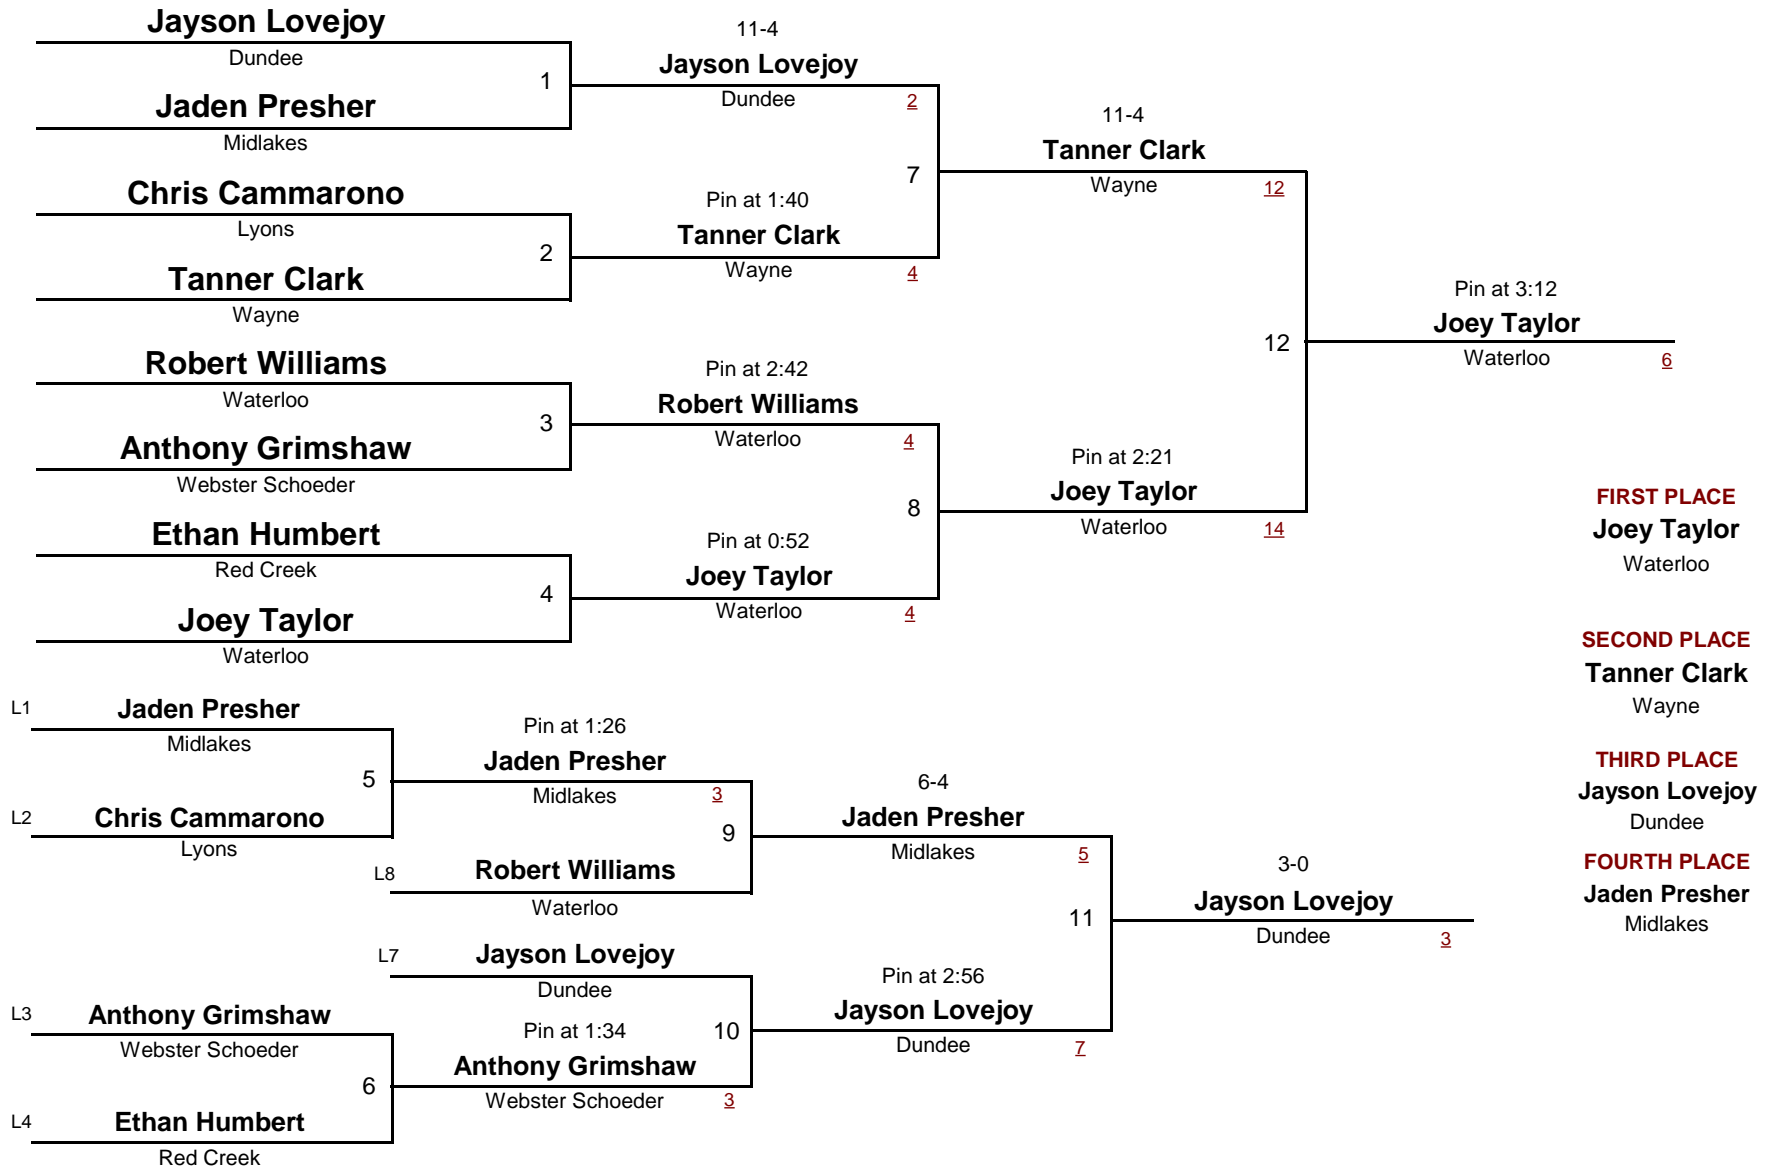 Jayson Lovejoy
Dundee
1
Jaden Presher
Midlakes
Chris Cammarono
Lyons
2
Tanner Clark
Wayne
Robert Williams
Waterloo
3
Anthony Grimshaw
Webster Schoeder
Ethan Humbert
Red Creek
4
Joey Taylor
Waterloo
11-4
Jayson Lovejoy
Dundee
2
7
Pin at 1:40
Tanner Clark
Wayne
4
Pin at 2:42
Robert Williams
Waterloo
4
8
Pin at 0:52
Joey Taylor
Waterloo
4
11-4
Tanner Clark
Wayne
12
12
Pin at 2:21
Joey Taylor
Waterloo
14
Pin at 3:12
Joey Taylor
Waterloo
6
L1
Jaden Presher
Midlakes
5
L2
Chris Cammarono
Lyons
L3
Anthony Grimshaw
Webster Schoeder
6
L4
Ethan Humbert
Red Creek
Pin at 1:26
Jaden Presher
Midlakes
3
9
L8
Robert Williams
Waterloo
L7
Jayson Lovejoy
Dundee
10
Pin at 1:34
Anthony Grimshaw
Webster Schoeder
3
6-4
Jaden Presher
Midlakes
5
11
Pin at 2:56
Jayson Lovejoy
Dundee
7
3-0
Jayson Lovejoy
Dundee
3
FIRST PLACE
Joey Taylor
Waterloo
SECOND PLACE
Tanner Clark
Wayne
THIRD PLACE
Jayson Lovejoy
Dundee
FOURTH PLACE
Jaden Presher
Midlakes